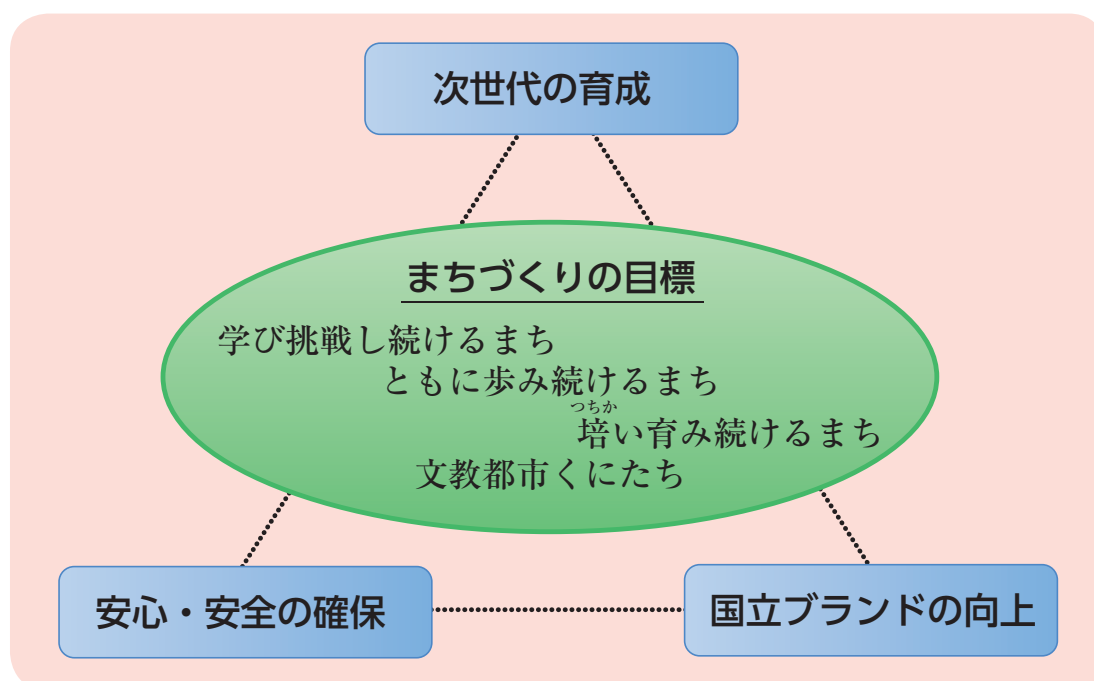 次世代の育成
まちづくりの目標
学び挑戦し続けるまち
ともに歩み続けるまち
つちか
培い育み続けるまち
文教都市くにたち
安心・安全の確保
国立ブランドの向上